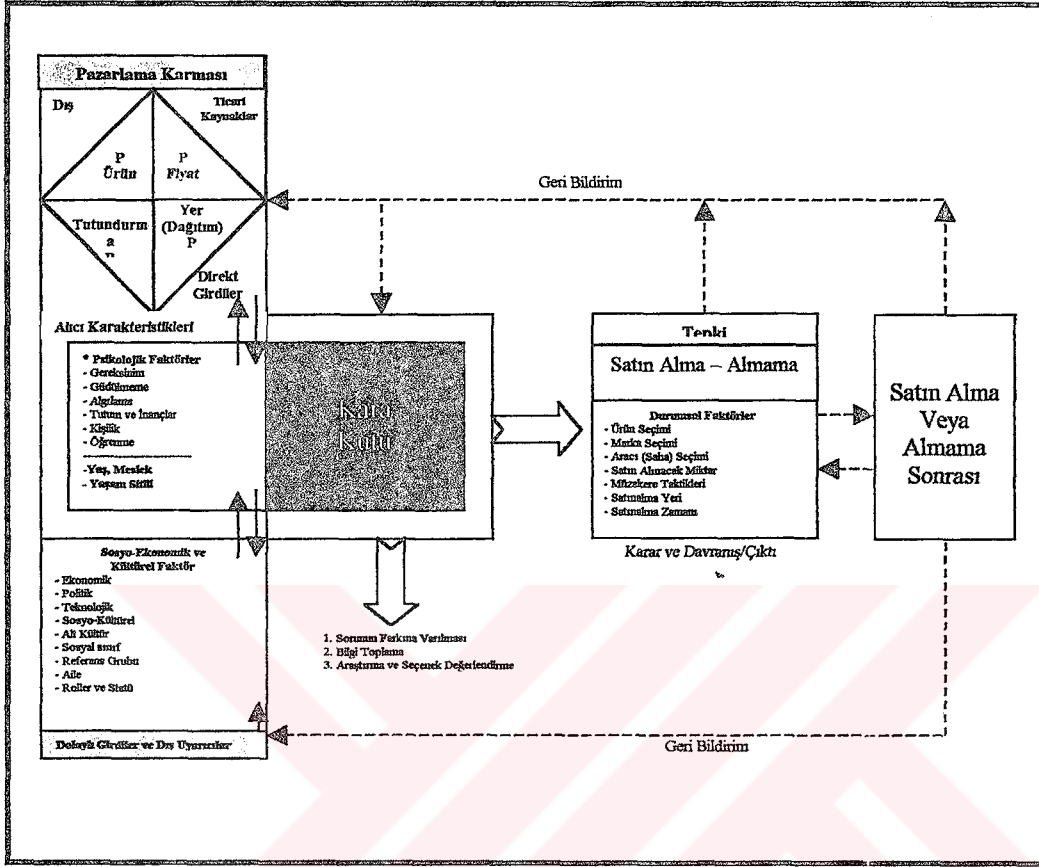 Pazarlama Karması
Dış
Ticari
Kaynaklar
P
Ürün
P
Fiyat
Tutundurm
a
Yer
(Dağıtım)
P
Direkt
Girdiler
Geri Bildirim
Alıcı Karakteristikleri
* Psikolojik Faktörler
- Gereksinim
- Güdülmeme
- Algılama
- Tutum ve İnançlar
- Kişilik
- Öğrenme
-Yaş, Meslek
- Yaşam Stili
Kara
Kutu
Tepki
Satın Alma – Almama
Durumsal Faktörler
- Ürün Seçimi
- Marka Seçimi
- Aracı (Saha) Seçimi
- Satın Alınacak Miktar
- Müzakere Taktikleri
- Satınalma Yeri
- Satınalma Zamanı
Karar ve Davranış/Çıktı
Satın Alma
Veya
Almama
Sonrası
Sosyo-Ekonomik ve
Kültürel Faktör
- Ekonomik
- Politik
- Teknolojik
- Sosyo-Kültürel
- Alt Kültür
- Sosyal sınıf
- Referans Grubu
- Aile
- Roller ve Statü
1. Sorunun Farkına Varılması
2. Bilgi Toplama
3. Araştırma ve Seçenek Değerlendirme
Dolaylı Girdiler ve Dış Uyarıcılar
Geri Bildirim